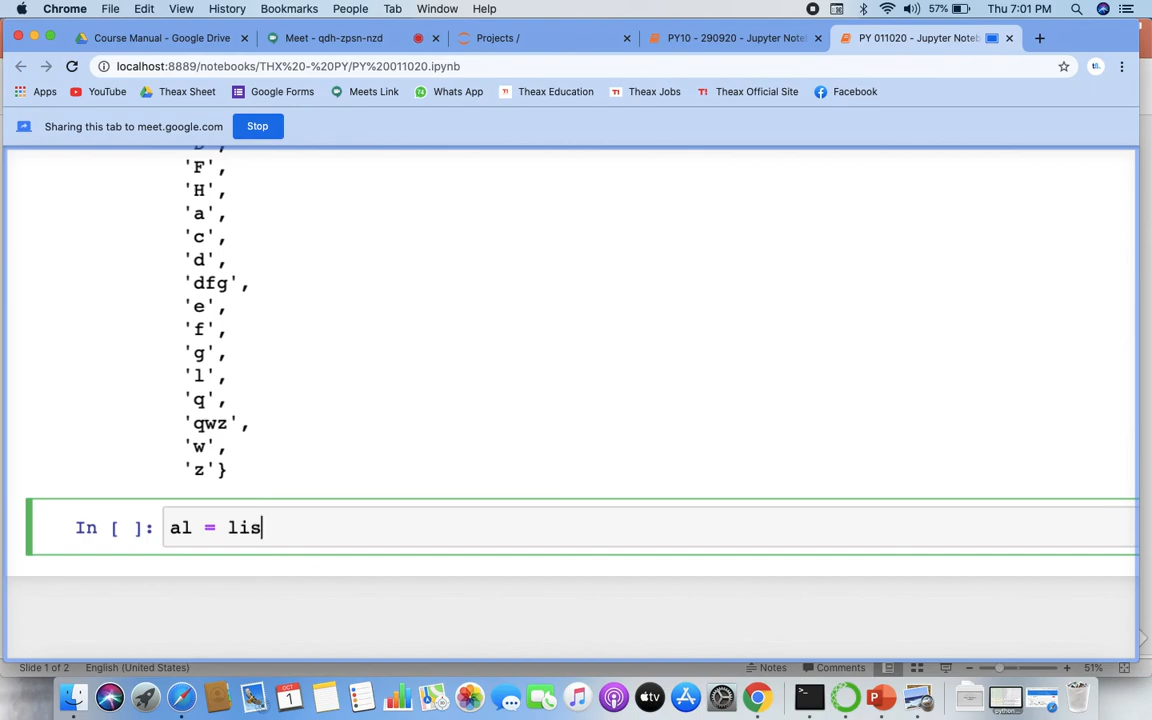 Chrome File Edit View History Bookmarks People Tab Window Help 57% Thu 7:01 PM
Course Manual - Google Drive Meet - qdh-zpsn-nzd Projects / PY10 - 290920 - Jupyter Note PY 011020 - Jupyter Noteb
localhost:8889/notebooks/THX%20-%20PY/PY%20011020.ipynb
Apps YouTube Theax Sheet Google Forms Meets Link Whats App Theax Education Theax Jobs Theax Official Site Facebook
Sharing this tab to meet.google.com Stop
'F',
'H',
'a',
'c',
'd',
'dfg',
'e',
'f',
'g',
'l',
'q',
'qwz',
'w',
'z'}
In [ ]: al = lis
Slide 1 of 2 English (United States) Notes Comments 51%